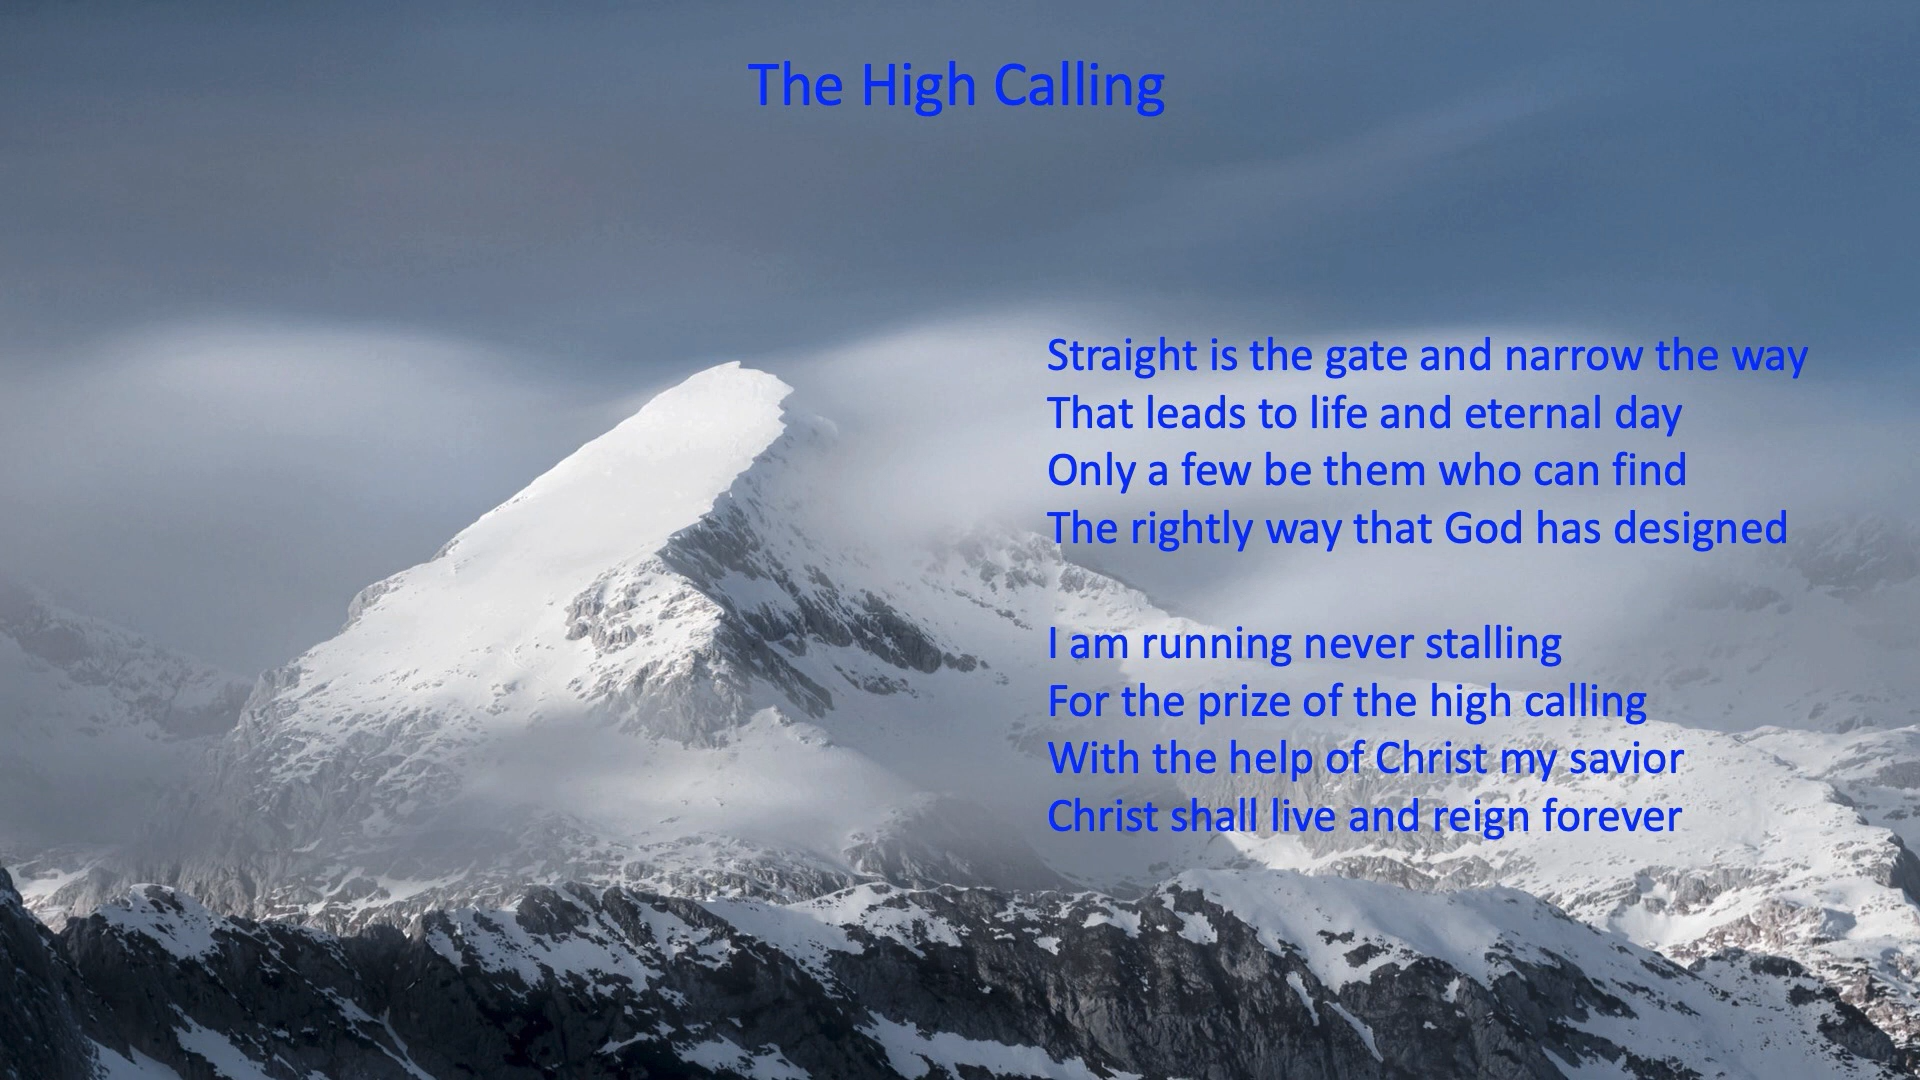 The High Calling
Straight is the gate and narrow the way
That leads to life and eternal day
Only a few be them who can find
The rightly way that God has designed
I am running never stalling
For the prize of the high calling
With the help of Christ my savior
Christ shall live and reign forever